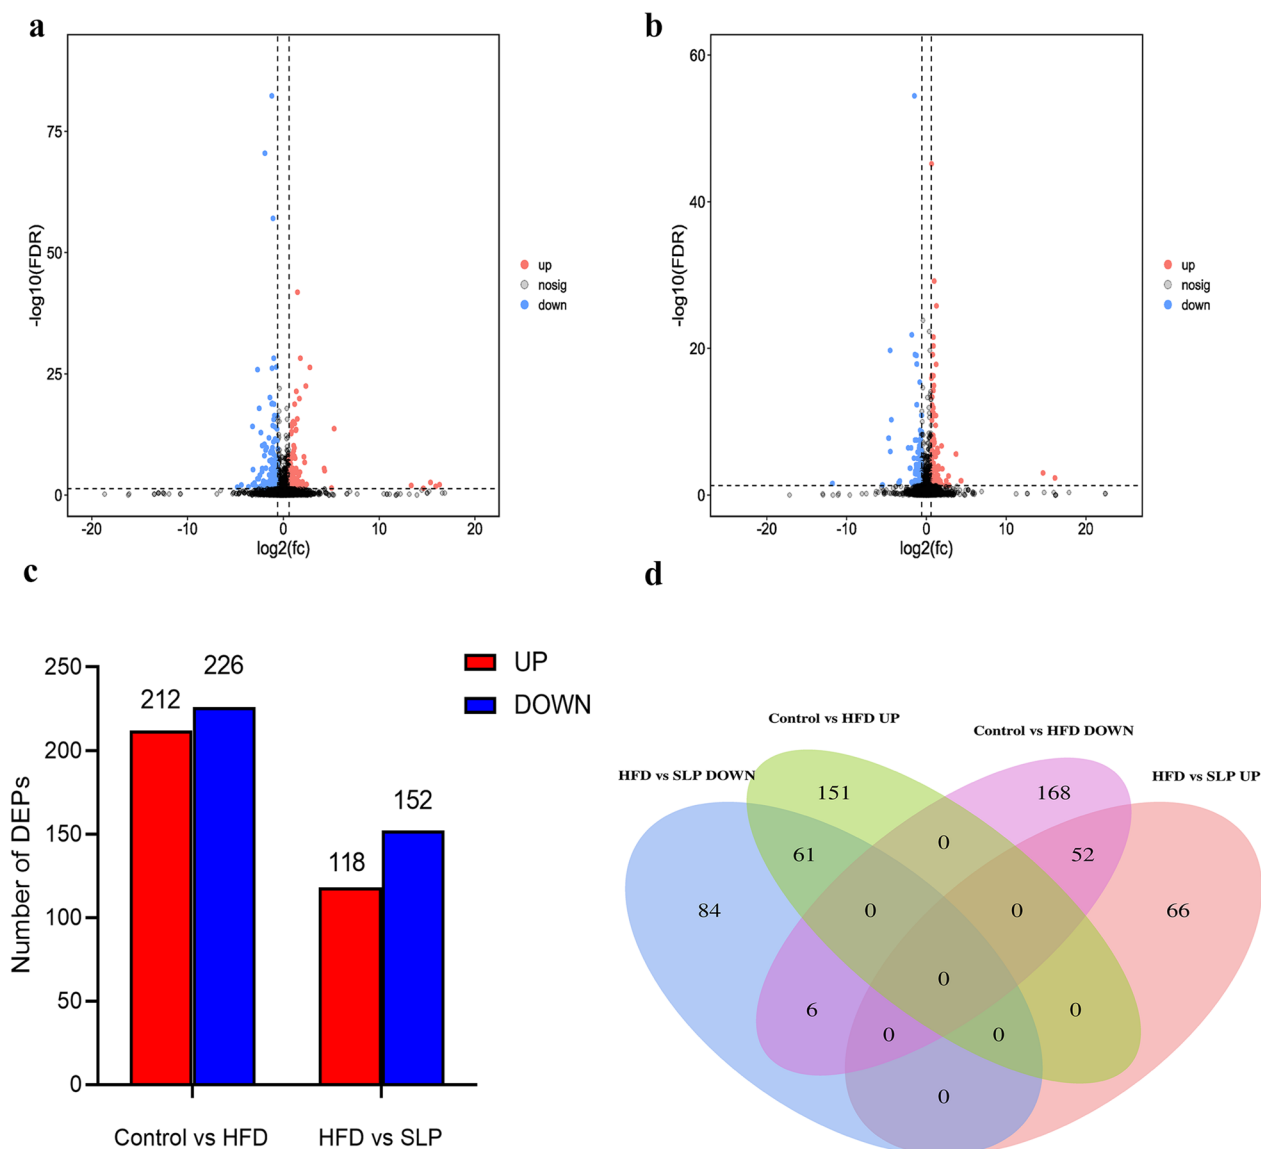 a
75
50
25
0
-20
-10
0
10
20
-log10(FDR)
log2(fc)
up
nosig
down
b
60
40
20
0
-20
-10
0
10
20
-log10(FDR)
log2(fc)
up
nosig
down
c
250
200
150
100
50
0
Number of DEPs
212
226
118
152
UP
DOWN
Control vs HFD
HFD vs SLP
d
Control vs HFD UP
Control vs HFD DOWN
HFD vs SLP DOWN
HFD vs SLP UP
151
168
0
61
52
84
0
0
66
0
6
0
0
0
0